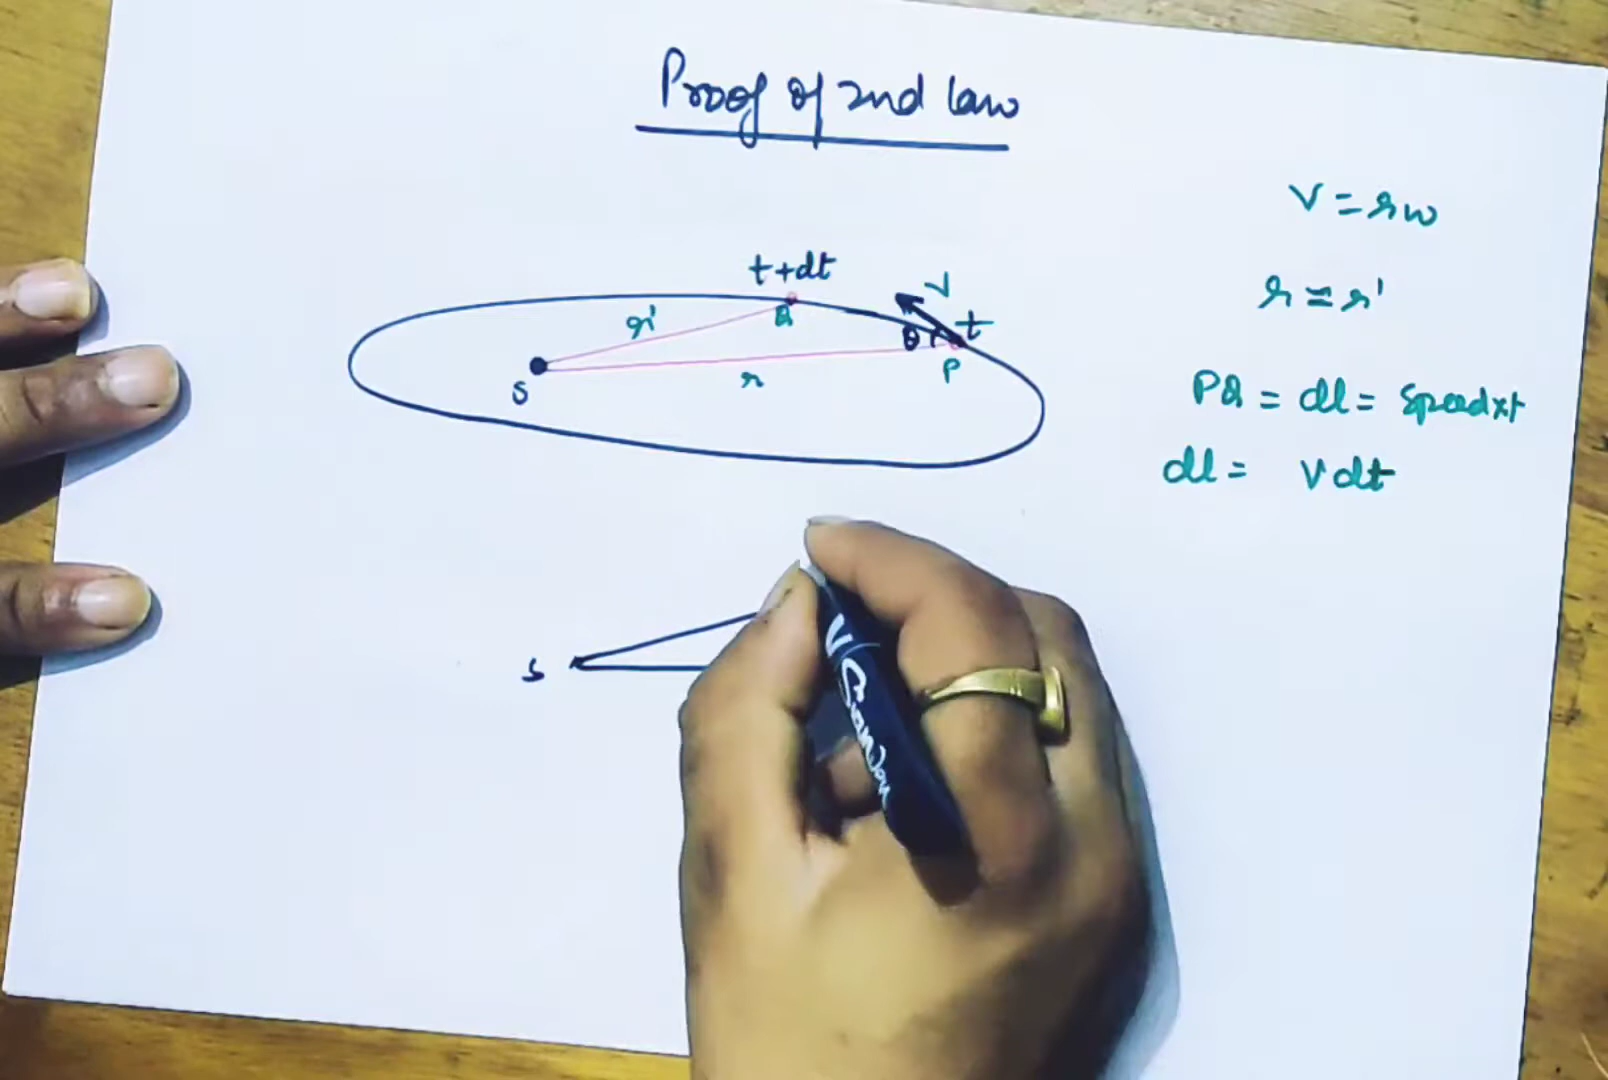 Proof of 2nd law
V = rω
t+dt
V
r = r'
r'
Q
θ
t
S
r
P
PQ = dl = Speed×t
dl = Vdt
S